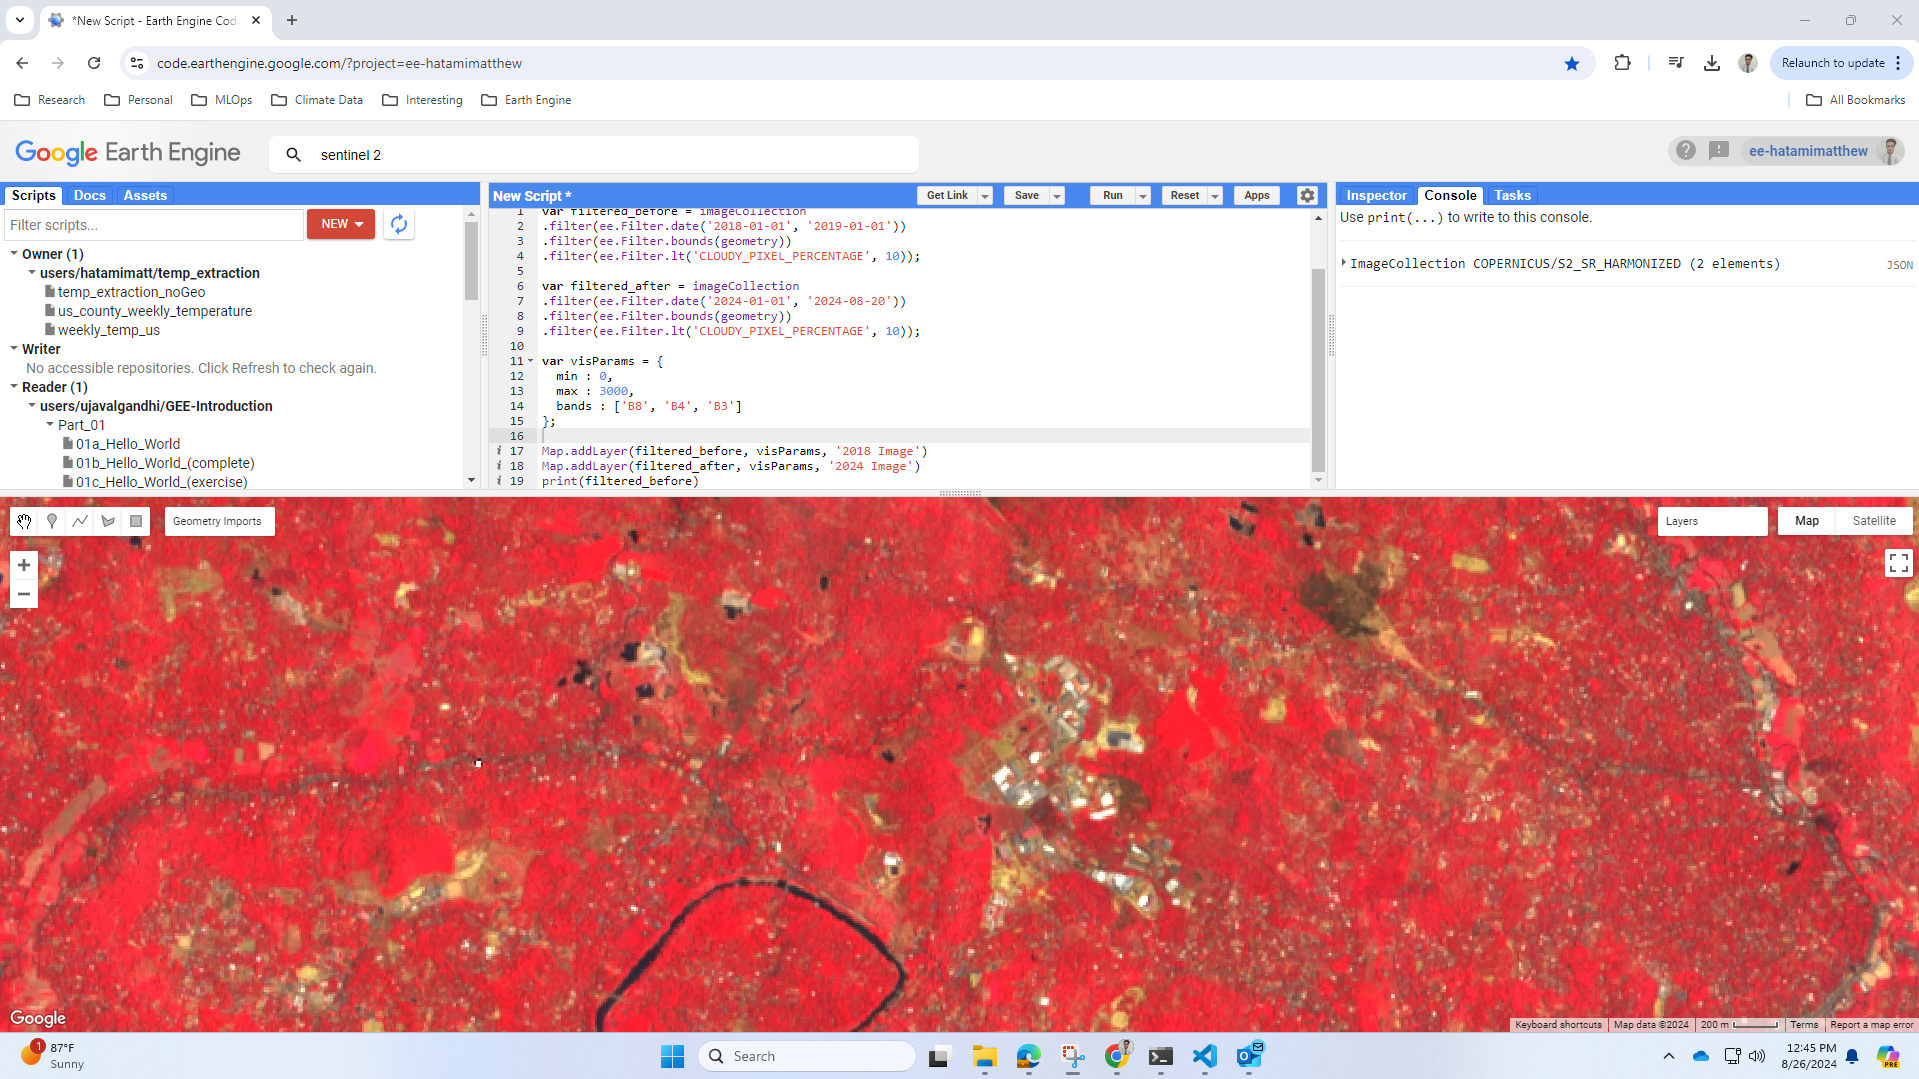 *New Script - Earth Engine Cod
code.earthengine.google.com/?project=ee-hatamimatthew
Relaunch to update
Research
Personal
MLOps
Climate Data
Interesting
Earth Engine
All Bookmarks
Google Earth Engine
sentinel 2
ee-hatamimatthew
Scripts
Docs
Assets
Filter scripts...
NEW
Owner (1)
users/hatamimatt/temp_extraction
temp_extraction_noGeo
us_county_weekly_temperature
weekly_temp_us
Writer
No accessible repositories. Click Refresh to check again.
Reader (1)
users/ujavalgandhi/GEE-Introduction
Part_01
01a_Hello_World
01b_Hello_World_(complete)
01c_Hello_World_(exercise)
New Script *
Get Link
Save
Run
Reset
Apps
1 var filtered_before = imageCollection
2 .filter(ee.Filter.date('2018-01-01', '2019-01-01'))
3 .filter(ee.Filter.bounds(geometry))
4 .filter(ee.Filter.lt('CLOUDY_PIXEL_PERCENTAGE', 10));
5
6 var filtered_after = imageCollection
7 .filter(ee.Filter.date('2024-01-01', '2024-08-20'))
8 .filter(ee.Filter.bounds(geometry))
9 .filter(ee.Filter.lt('CLOUDY_PIXEL_PERCENTAGE', 10));
10
11 var visParams = {
12 min : 0,
13 max : 3000,
14 bands : ['B8', 'B4', 'B3']
15 };
16
i 17 Map.addLayer(filtered_before, visParams, '2018 Image')
i 18 Map.addLayer(filtered_after, visParams, '2024 Image')
i 19 print(filtered_before)
Inspector
Console
Tasks
Use print(...) to write to this console.
ImageCollection COPERNICUS/S2_SR_HARMONIZED (2 elements)
JSON
Geometry Imports
Layers
Map
Satellite
Google
Keyboard shortcuts
Map data ©2024
200 m
Terms
Report a map error
1
87°F
Sunny
Search
PRE
12:45 PM
8/26/2024